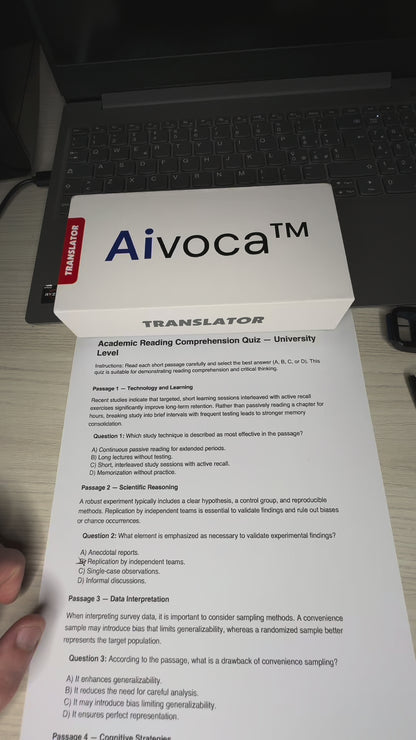 TRANSLATOR
Aivoca™
TRANSLATOR
Academic Reading Comprehension Quiz — University
Level
Instructions: Read each short passage carefully and select the best answer (A, B, C, or D). This
quiz is suitable for demonstrating reading comprehension and critical thinking.
Passage 1 — Technology and Learning
Recent studies indicate that targeted, short learning sessions interleaved with active recall
exercises significantly improve long-term retention. Rather than passively reading a chapter for
hours, breaking study into brief intervals with frequent testing leads to stronger memory
consolidation.
Question 1: Which study technique is described as most effective in the passage?
A) Continuous passive reading for extended periods.
B) Long lectures without testing.
C) Short, interleaved study sessions with active recall.
D) Memorization without practice.
Passage 2 — Scientific Reasoning
A robust experiment typically includes a clear hypothesis, a control group, and reproducible
methods. Replication by independent teams is essential to validate findings and rule out biases
or chance occurrences.
Question 2: What element is emphasized as necessary to validate experimental findings?
A) Anecdotal reports.
B) Replication by independent teams.
C) Single-case observations.
D) Informal discussions.
Passage 3 — Data Interpretation
When interpreting survey data, it is important to consider sampling methods. A convenience
sample may introduce bias that limits generalizability, whereas a randomized sample better
represents the target population.
Question 3: According to the passage, what is a drawback of convenience sampling?
A) It enhances generalizability.
B) It reduces the need for careful analysis.
C) It may introduce bias limiting generalizability.
D) It ensures perfect representation.
Passage 4 — Cognitive Strategies